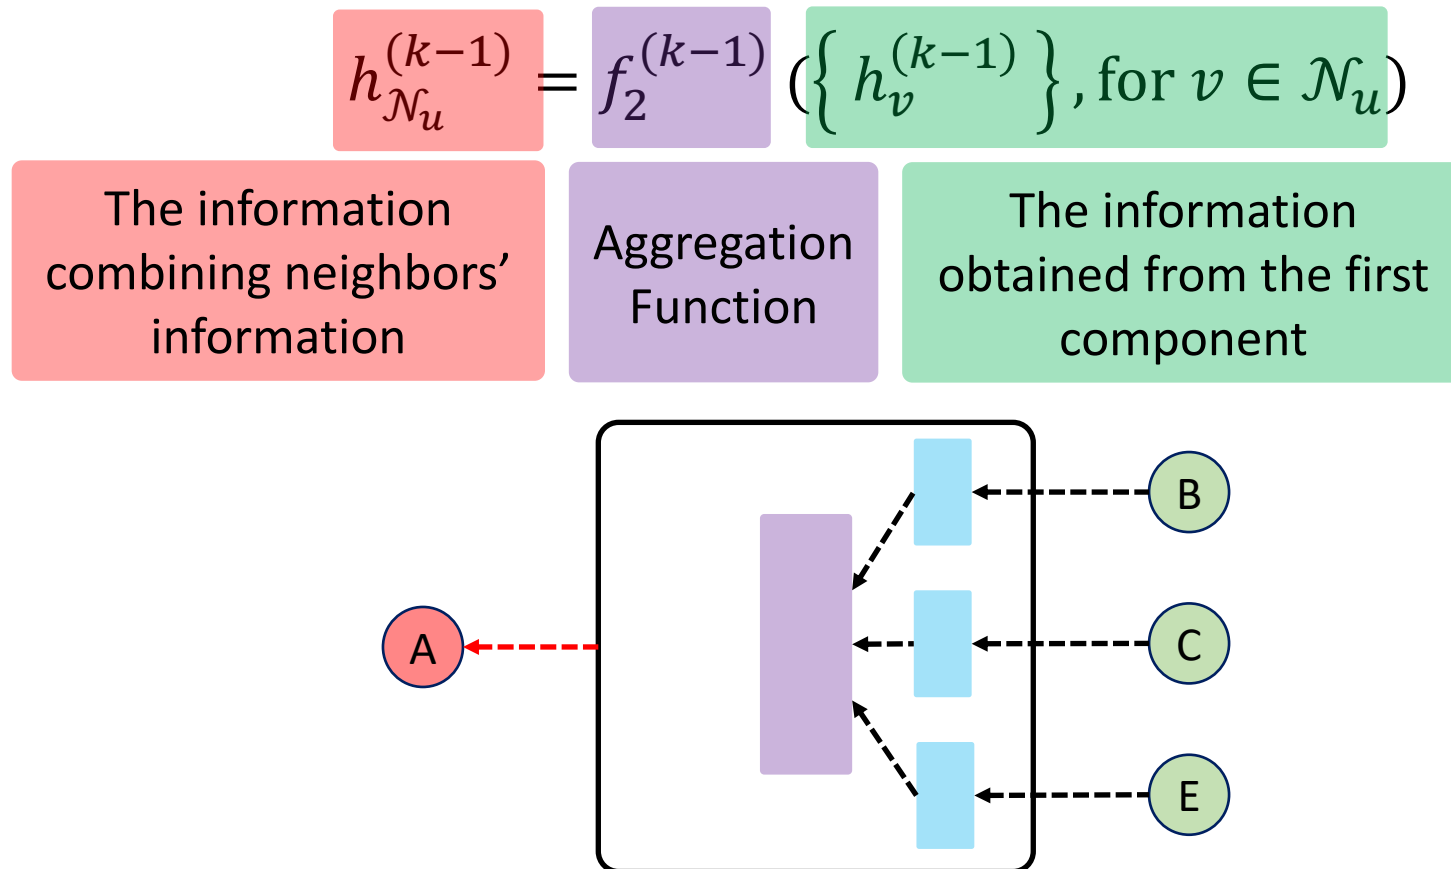 h_{𝒩_u}^{(k−1)} = f_2^{(k−1)} ({ h_v^{(k−1)} }, for v ∈ 𝒩_u)
The information
combining neighbors’
information
Aggregation
Function
The information
obtained from the first
component
B
A
C
E